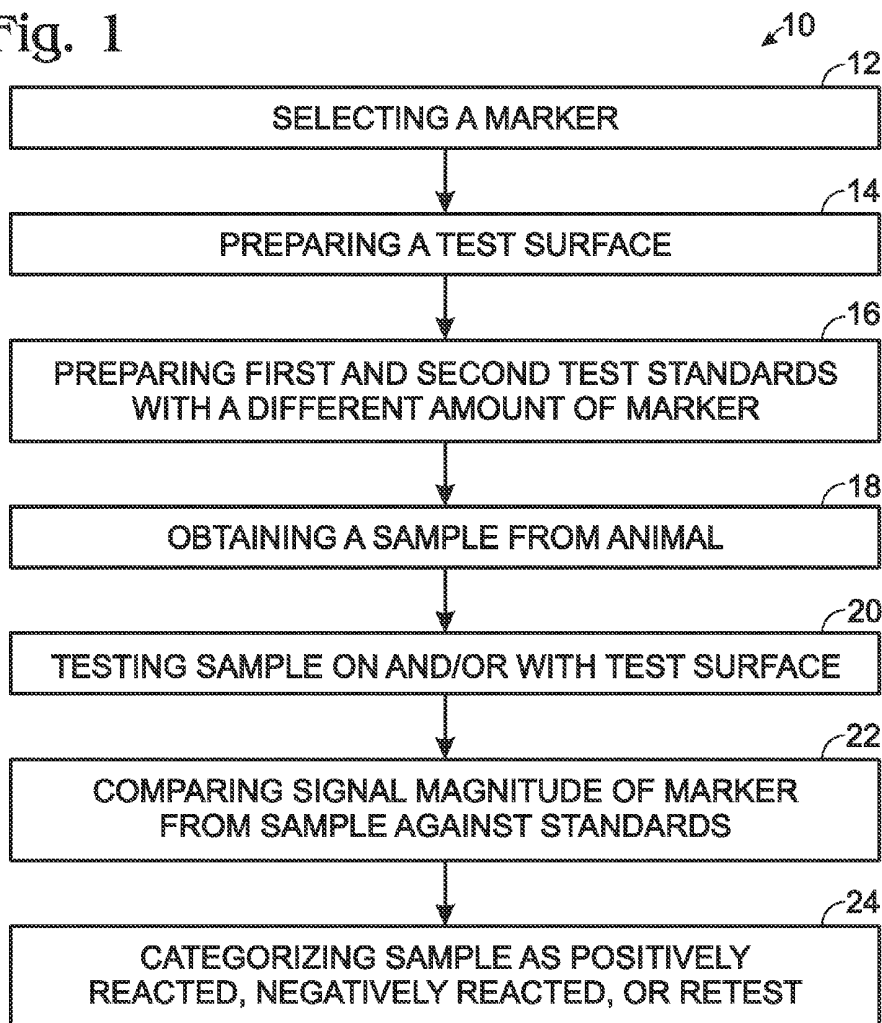 Fig. 1
10
12
SELECTING A MARKER
14
PREPARING A TEST SURFACE
16
PREPARING FIRST AND SECOND TEST STANDARDS
WITH A DIFFERENT AMOUNT OF MARKER
18
OBTAINING A SAMPLE FROM ANIMAL
20
TESTING SAMPLE ON AND/OR WITH TEST SURFACE
22
COMPARING SIGNAL MAGNITUDE OF MARKER
FROM SAMPLE AGAINST STANDARDS
24
CATEGORIZING SAMPLE AS POSITIVELY
REACTED, NEGATIVELY REACTED, OR RETEST